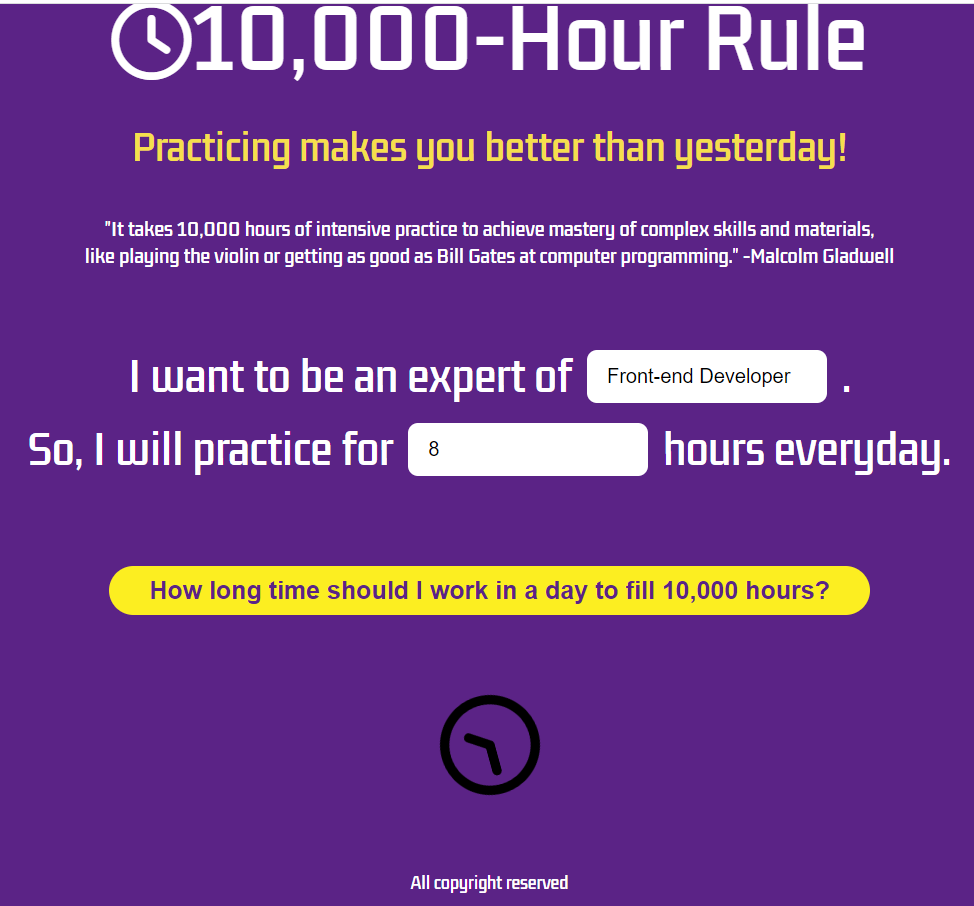 10,000-Hour Rule
Practicing makes you better than yesterday!
"It takes 10,000 hours of intensive practice to achieve mastery of complex skills and materials,
like playing the violin or getting as good as Bill Gates at computer programming." -Malcolm Gladwell
I want to be an expert of Front-end Developer .
So, I will practice for 8 hours everyday.
How long time should I work in a day to fill 10,000 hours?
All copyright reserved